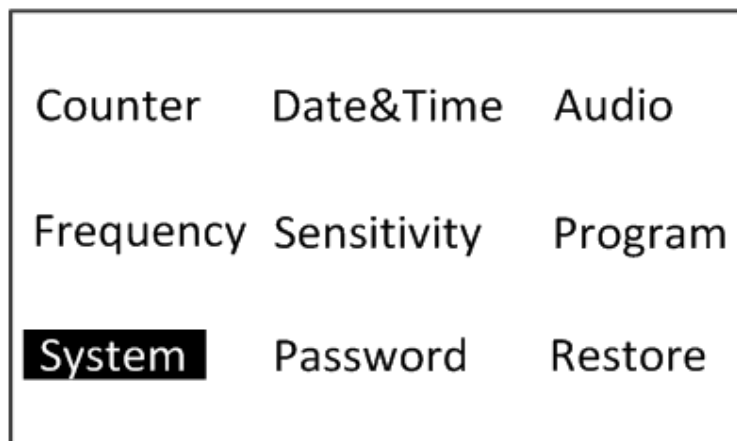 Counter Date&Time Audio
Frequency Sensitivity Program
System Password Restore